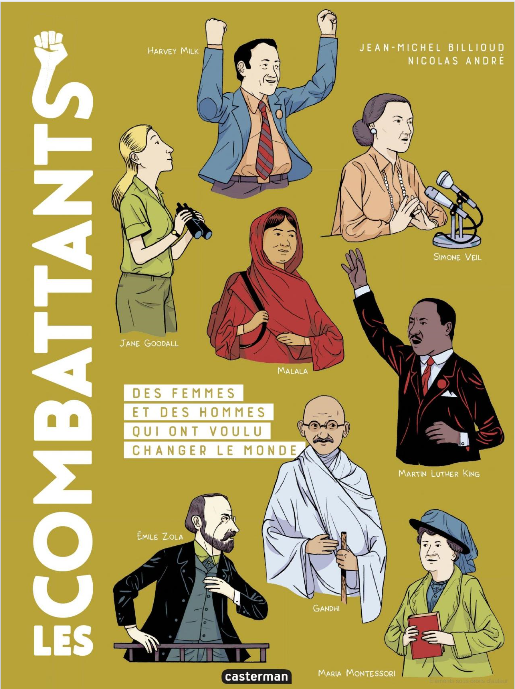 LES COMBATTANTS
JEAN-MICHEL BILLIOUD
NICOLAS ANDRÉ
HARVEY MILK
SIMONE VEIL
JANE GOODALL
MALALA
DES FEMMES
ET DES HOMMES
QUI ONT VOULU
CHANGER LE MONDE
MARTIN LUTHER KING
EMILE ZOLA
GANDHI
MARIA MONTESSORI
casterman